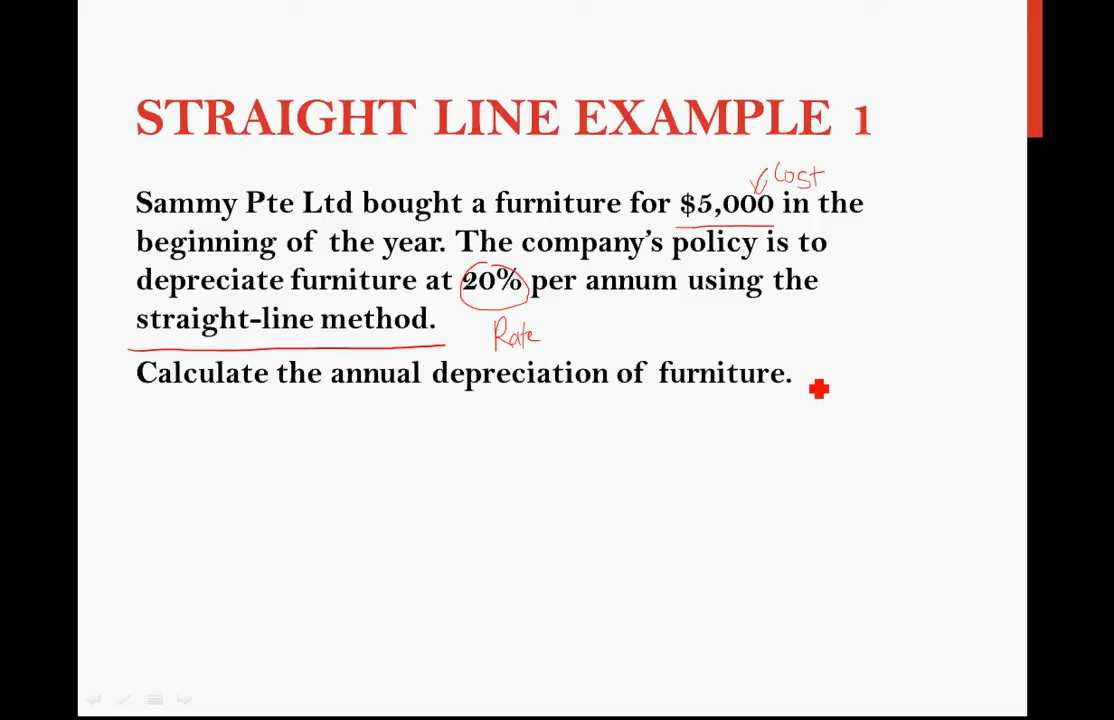 STRAIGHT LINE EXAMPLE 1
Cost
Sammy Pte Ltd bought a furniture for $5,000 in the
beginning of the year. The company's policy is to
depreciate furniture at 20% per annum using the
straight-line method.
Rate
Calculate the annual depreciation of furniture.